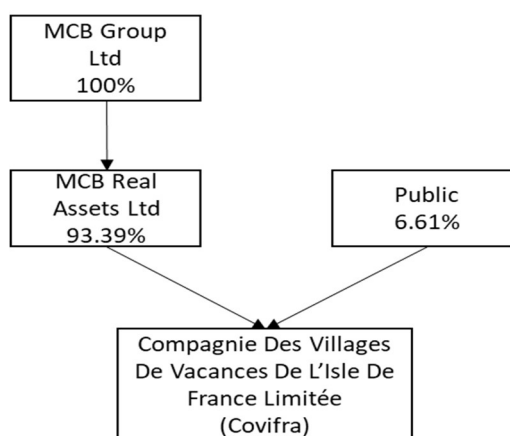 MCB Group
Ltd
100%
MCB Real
Assets Ltd
93.39%
Public
6.61%
Compagnie Des Villages
De Vacances De L’Isle De
France Limitée
(Covifra)